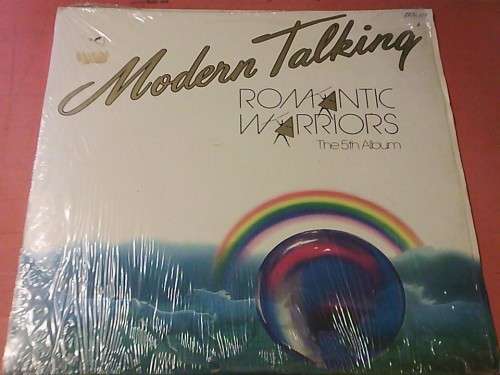 Modern Talking
ROMANTIC
WARRIORS
The 5th Album